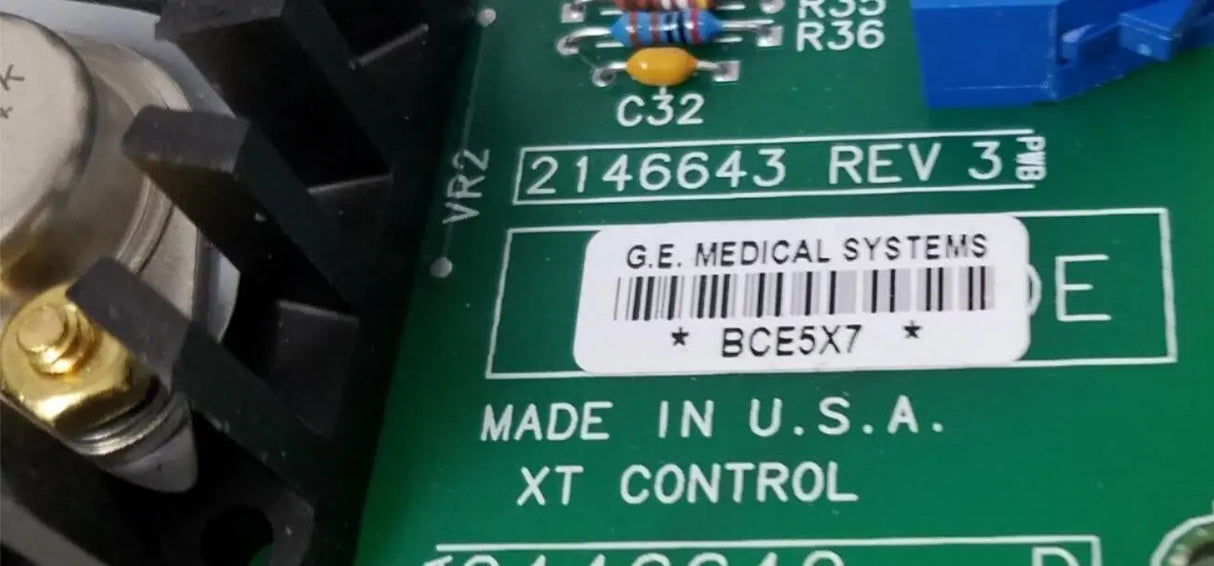 R35
R36
C32
VR2
2146643 REV 3 PWB
G.E. MEDICAL SYSTEMS
* BCE5X7 *
E
MADE IN U.S.A.
XT CONTROL